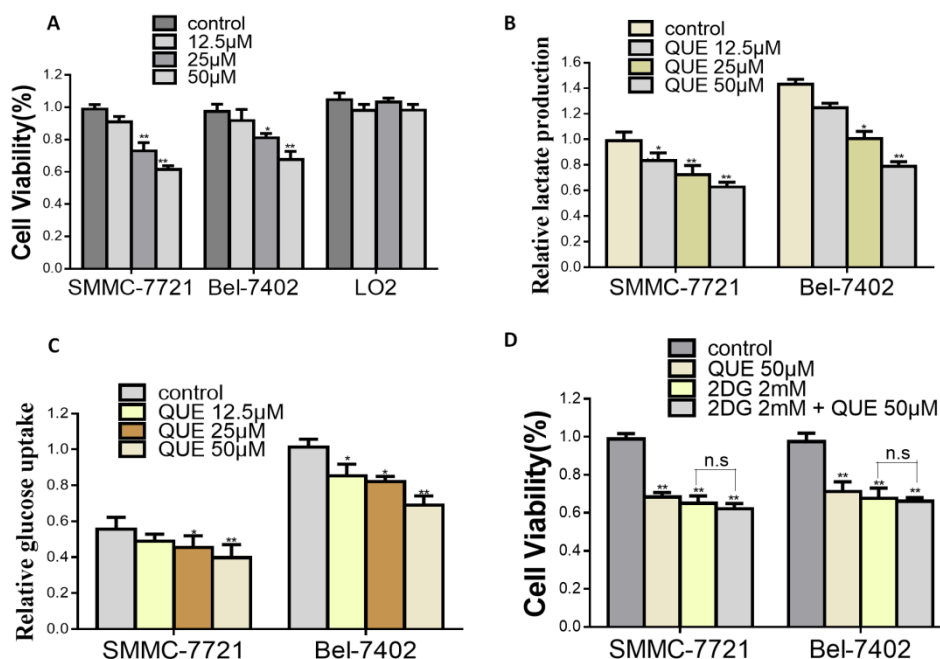 A
control
12.5µM
25µM
50µM
Cell Viability(%)
1.2
1.0
0.8
0.6
0.4
0.2
0.0
** ** * **
SMMC-7721 Bel-7402 LO2
B
control
QUE 12.5µM
QUE 25µM
QUE 50µM
Relative lactate production
1.6
1.4
1.2
1.0
0.8
0.6
0.4
0.2
0.0
* ** ** * **
SMMC-7721 Bel-7402
C
control
QUE 12.5µM
QUE 25µM
QUE 50µM
Relative glucose uptake
1.2
1.0
0.8
0.6
0.4
0.2
0.0
* ** * * **
SMMC-7721 Bel-7402
D
control
QUE 50µM
2DG 2mM
2DG 2mM + QUE 50µM
Cell Viability(%)
1.2
1.0
0.8
0.6
0.4
0.2
0.0
n.s n.s
** ** ** ** ** **
SMMC-7721 Bel-7402